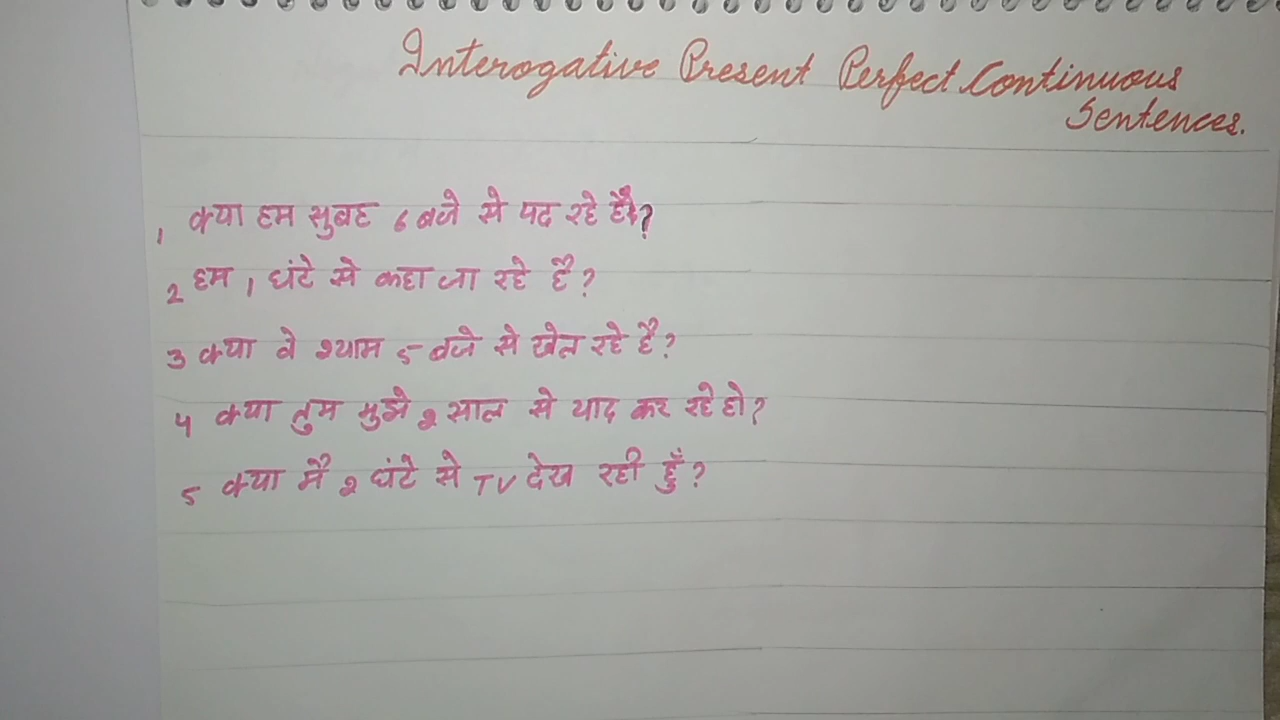 Interogative Present Perfect Continuous
Sentences.
1 क्या हम सुबह 6 बजे से पढ रहे है?
2 हम 1 घंटे से कहा जा रहे है?
3 क्या वे श्याम 5 बजे से खेल रहे है?
4 क्या तुम मुझे 2 साल से याद कर रहे हो?
5 क्या मै 2 घंटे से TV देख रही हुँ?